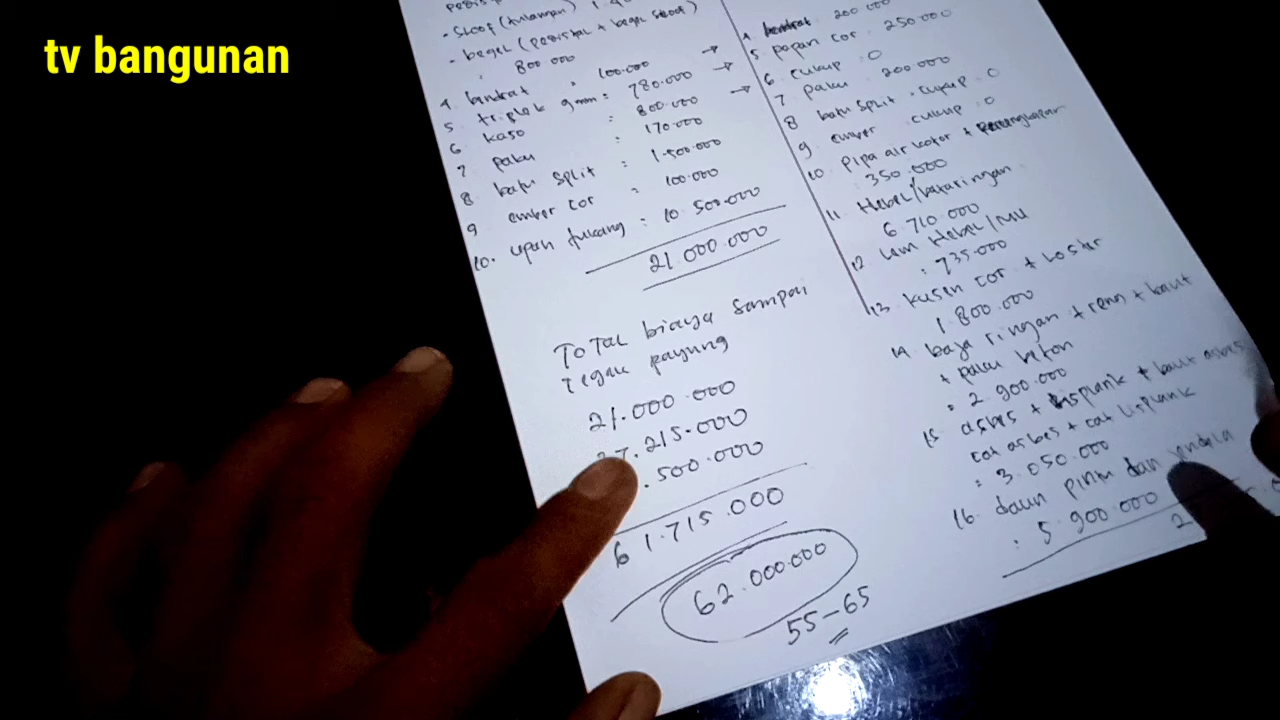 tv bangunan
- Sloof (tulangan)
- begel (pedistal + begel sloof)
: 800.000
4. bendrat : 100.000
5 triplek 9mm = 780.000
6 kaso : 800.000
7 paku : 170.000
8 batu split : 1.500.000
9 ember cor = 100.000
10. upah tukang : 10.500.000
21.000.000
TOTAL biaya sampai
tegak payung
21.000.000
7.215.000
.500.000
61.715.000
62.000.000
55-65
4 bendrat 200.000
5 papan cor : 250.000
6 cukup : 0
7 paku 200.000
8 batu split : cukup : 0
9 ember cukup : 0
10 Pipa air kotor +
: 350.000
11 Hebel/bataringan
6.710.000
12 Lem Hebel/MU
: 735.000
13 kusen cor + loster
1.800.000
14 baja ringan + reng + baut
+ paku beton
: 2.900.000
15 asbes + lisplank + baut asbes
cat asbes + cat lisplank
: 3.050.000
16. daun pintu dan jendela
: 5.900.000
2